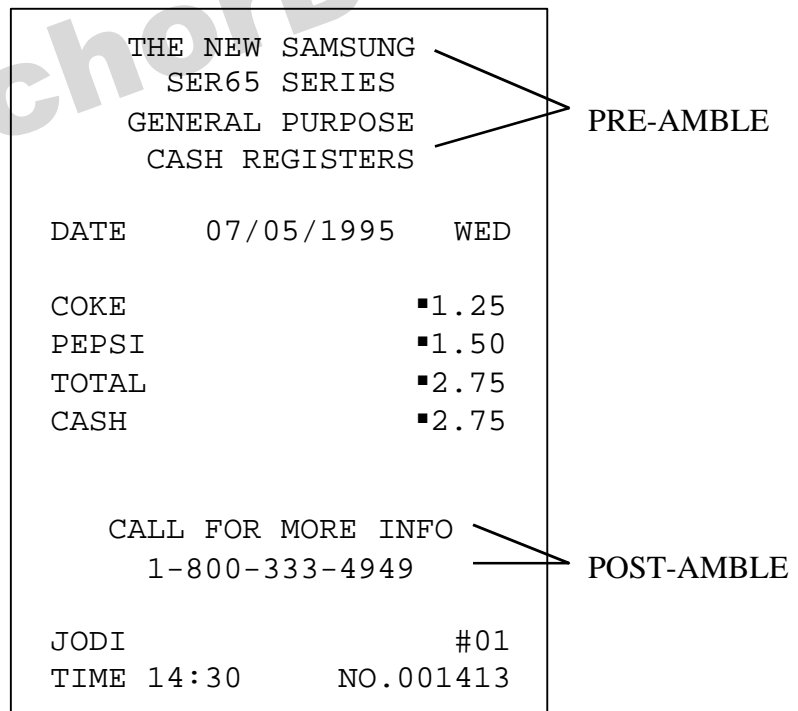 THE NEW SAMSUNG
SER65 SERIES
GENERAL PURPOSE
CASH REGISTERS
PRE-AMBLE
DATE 07/05/1995 WED
COKE ▪1.25
PEPSI ▪1.50
TOTAL ▪2.75
CASH ▪2.75
CALL FOR MORE INFO
1-800-333-4949
POST-AMBLE
JODI #01
TIME 14:30 NO.001413